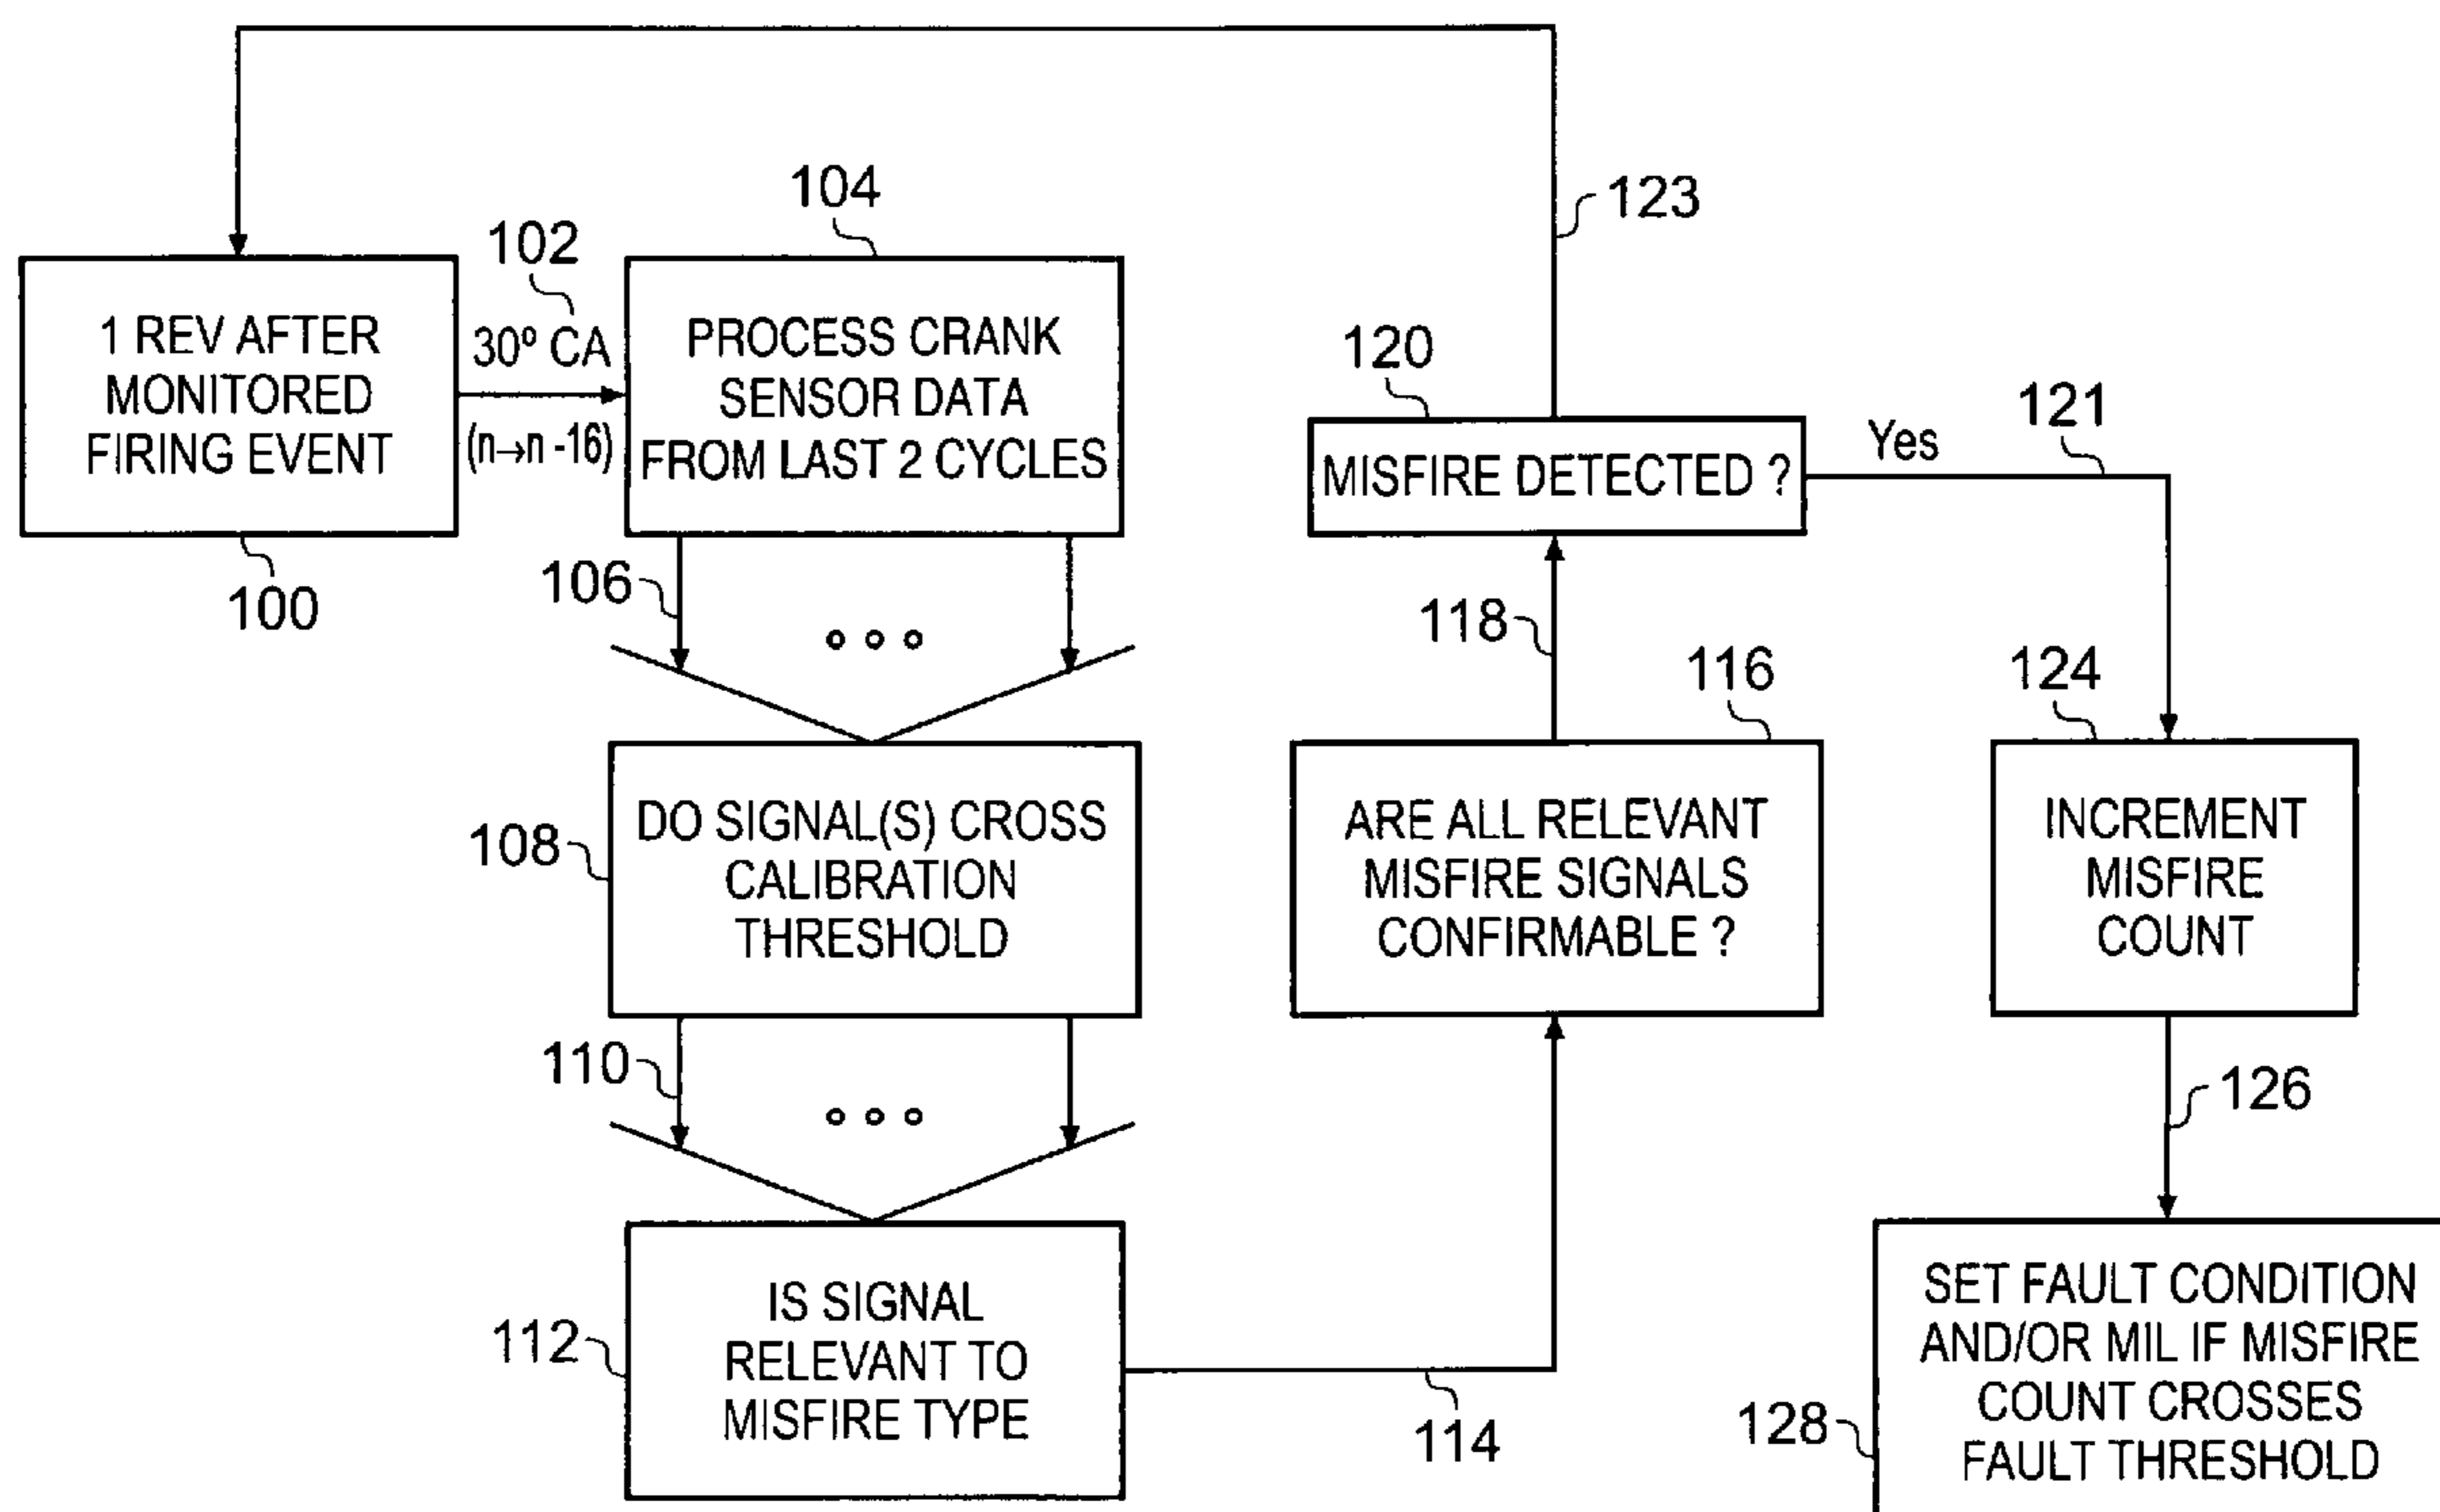 102
104
123
1 REV AFTER
MONITORED
FIRING EVENT
30º CA
(n→n -16)
PROCESS CRANK
SENSOR DATA
FROM LAST 2 CYCLES
120
121
MISFIRE DETECTED ?
Yes
100
106
118
116
124
108
DO SIGNAL(S) CROSS
CALIBRATION
THRESHOLD
ARE ALL RELEVANT
MISFIRE SIGNALS
CONFIRMABLE ?
INCREMENT
MISFIRE
COUNT
110
126
112
IS SIGNAL
RELEVANT TO
MISFIRE TYPE
114
128
SET FAULT CONDITION
AND/OR MIL IF MISFIRE
COUNT CROSSES
FAULT THRESHOLD